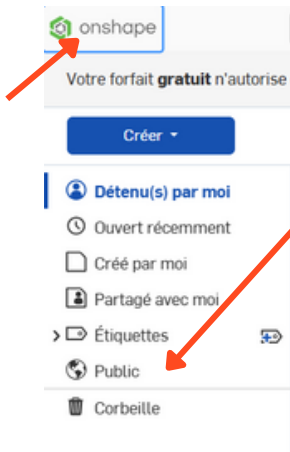 onshape
Votre forfait gratuit n'autorise
Créer
Détenu(s) par moi
Ouvert récemment
Créé par moi
Partagé avec moi
Étiquettes
Public
Corbeille